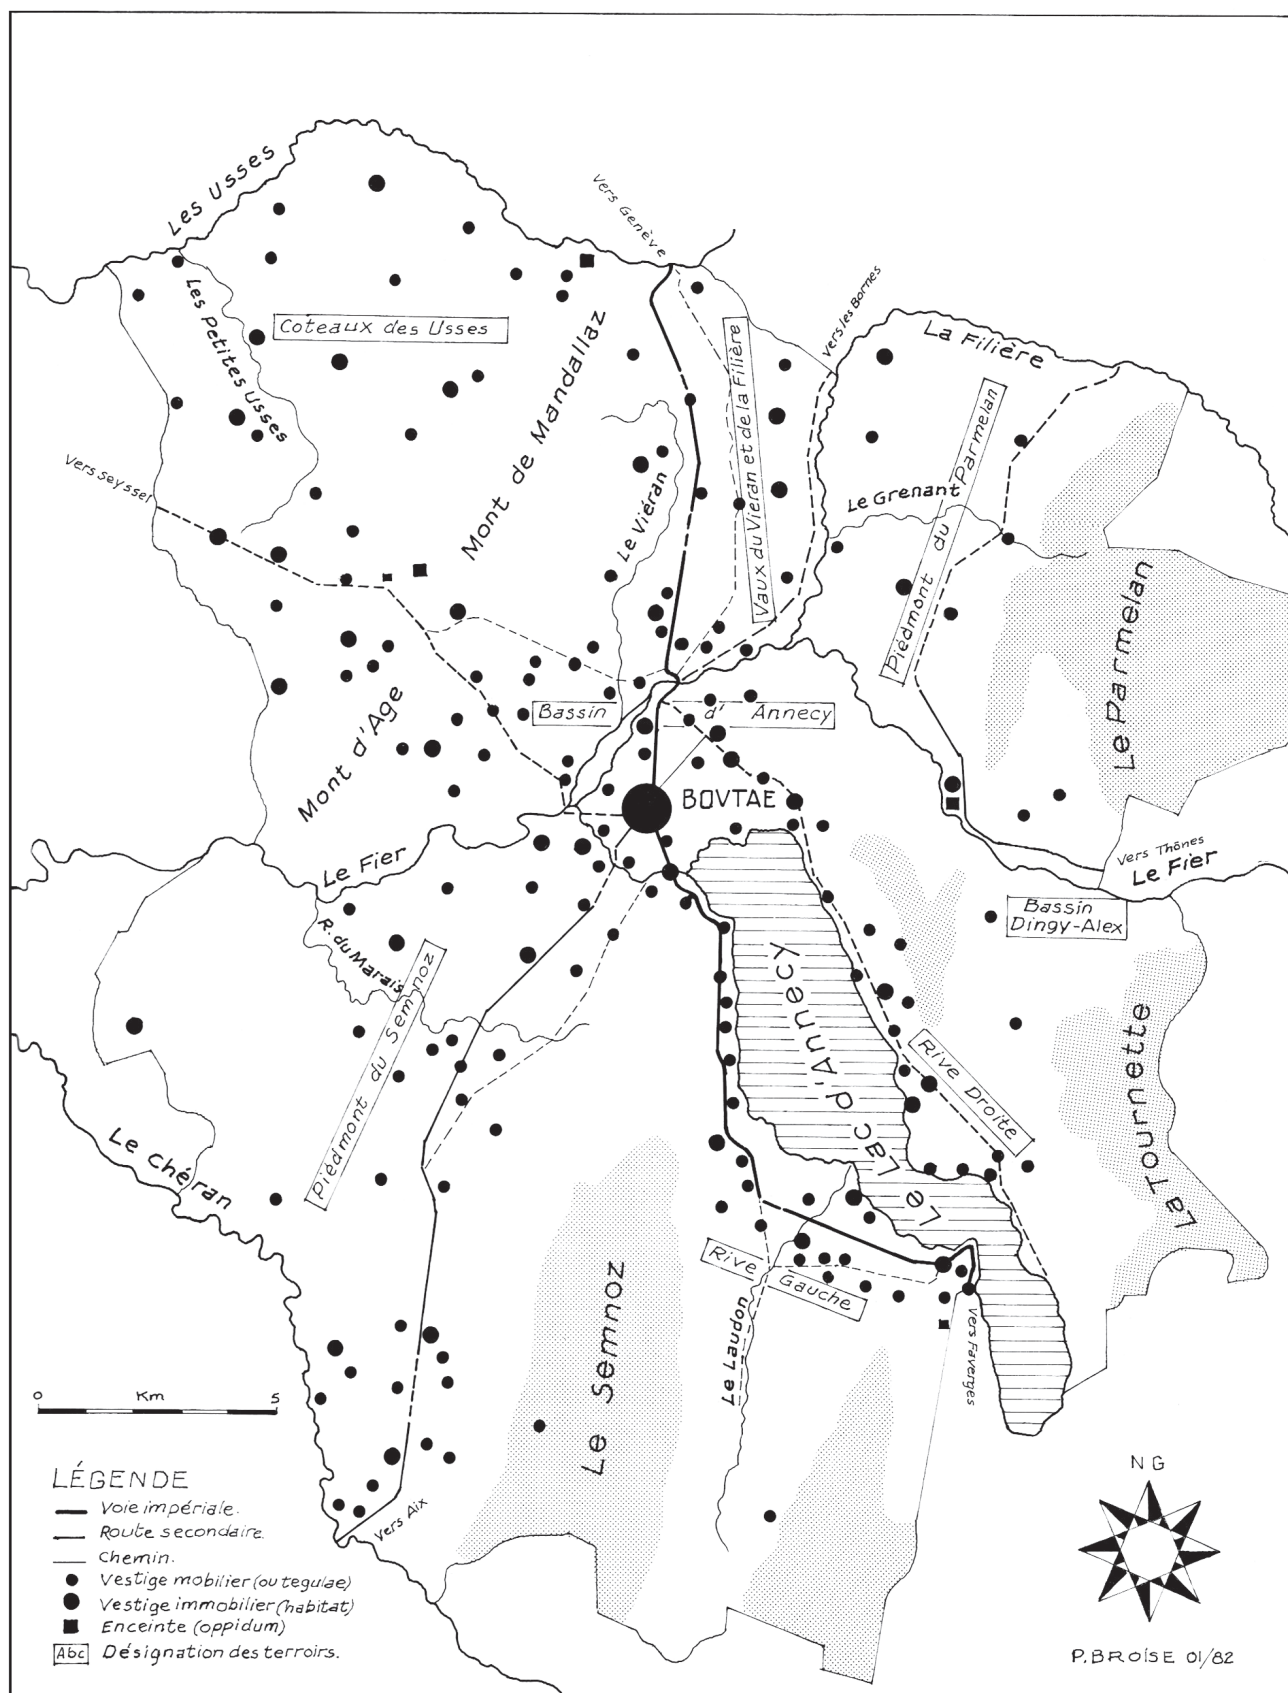 Les Usses
Vers Genève
Les Petites Usses
Coteaux des Usses
Mont de Mandallaz
Vers les Bornes
La Filière
Vaux du Viéran et de la Filière
Piédmont du Parmelan
Vers Seyssel
Le Viéran
Le Grenant
Le Parmelan
Mont d'Age
Bassin d'Annecy
BOVTAE
Le Fier
Vers Thônes
Le Fier
R. du Marais
Bassin
Dingy-Alex
Piédmont du Semnoz
Le Lac d'Annecy
Rive Droite
La Tournette
Le Chéran
Rive Gauche
Le Laudon
Le Semnoz
Vers Faverges
0 Km 5
Vers Aix
LÉGENDE
Voie impériale.
Route secondaire.
Chemin.
Vestige mobilier (ou tegulae)
Vestige immobilier (habitat)
Enceinte (oppidum)
Abc Désignation des terroirs.
NG
P. BROISE 01/82